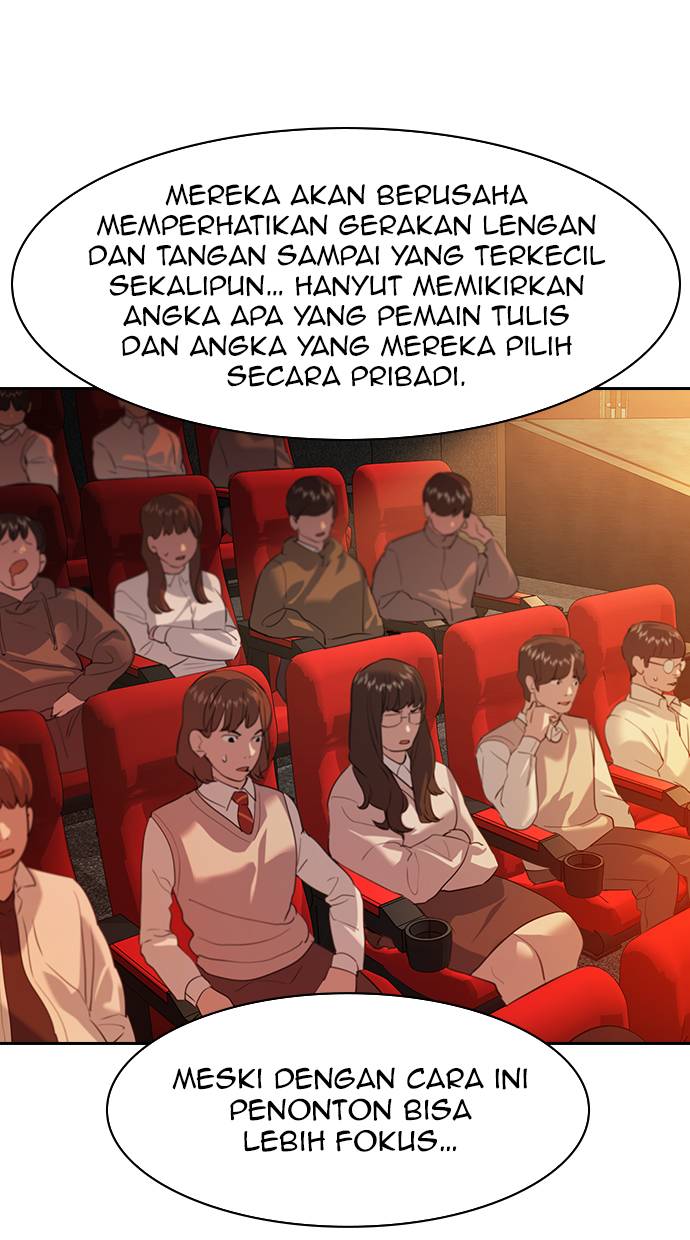 MEREKA AKAN BERUSAHA
MEMPERHATIKAN GERAKAN LENGAN
DAN TANGAN SAMPAI YANG TERKECIL
SEKALIPUN... HANYUT MEMIKIRKAN
ANGKA APA YANG PEMAIN TULIS
DAN ANGKA YANG MEREKA PILIH
SECARA PRIBADI.
MESKI DENGAN CARA INI
PENONTON BISA
LEBIH FOKUS...